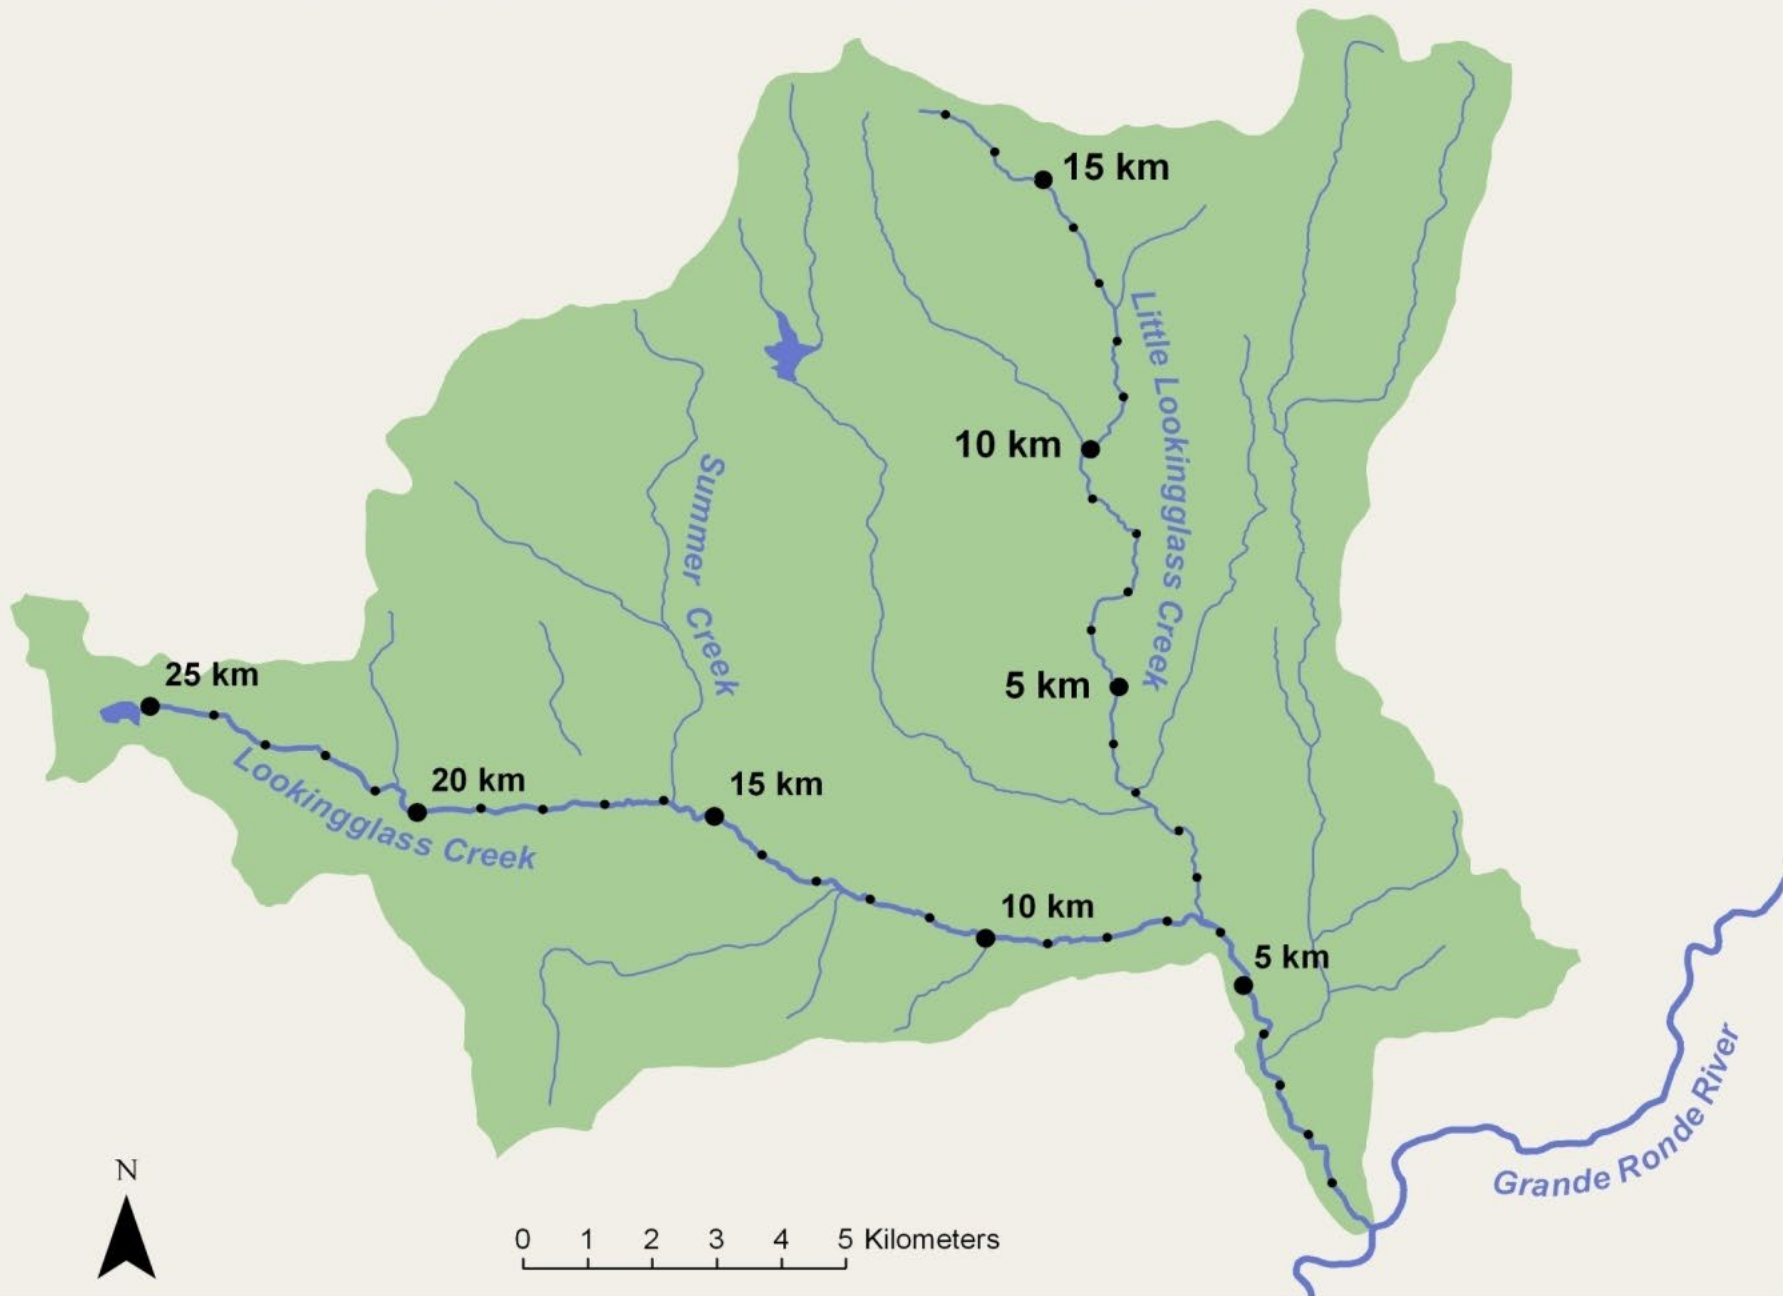 15 km
Little Lookingglass Creek
10 km
Summer Creek
5 km
25 km
20 km
15 km
Lookingglass Creek
10 km
5 km
Grande Ronde River
N
0 1 2 3 4 5 Kilometers